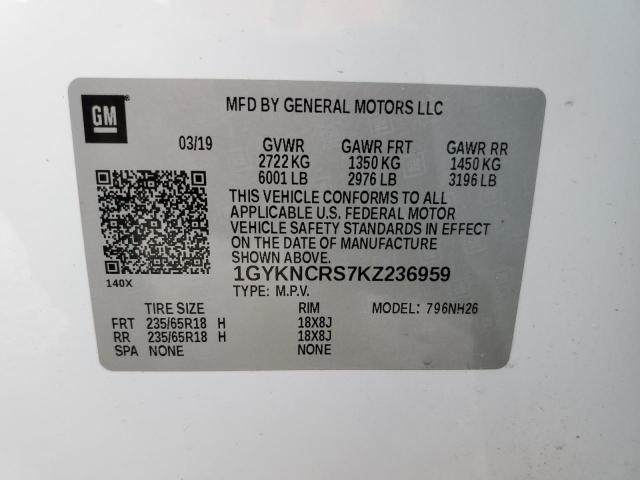 GM
MFD BY GENERAL MOTORS LLC
03/19 GVWR GAWR FRT GAWR RR
2722 KG 1350 KG 1450 KG
6001 LB 2976 LB 3196 LB
THIS VEHICLE CONFORMS TO ALL
APPLICABLE U.S. FEDERAL MOTOR
VEHICLE SAFETY STANDARDS IN EFFECT
ON THE DATE OF MANUFACTURE
SHOWN ABOVE.
1GYKNCRS7KZ236959
140X
TYPE: M.P.V.
TIRE SIZE RIM MODEL: 796NH26
FRT 235/65R18 H 18X8J
RR 235/65R18 H 18X8J
SPA NONE NONE